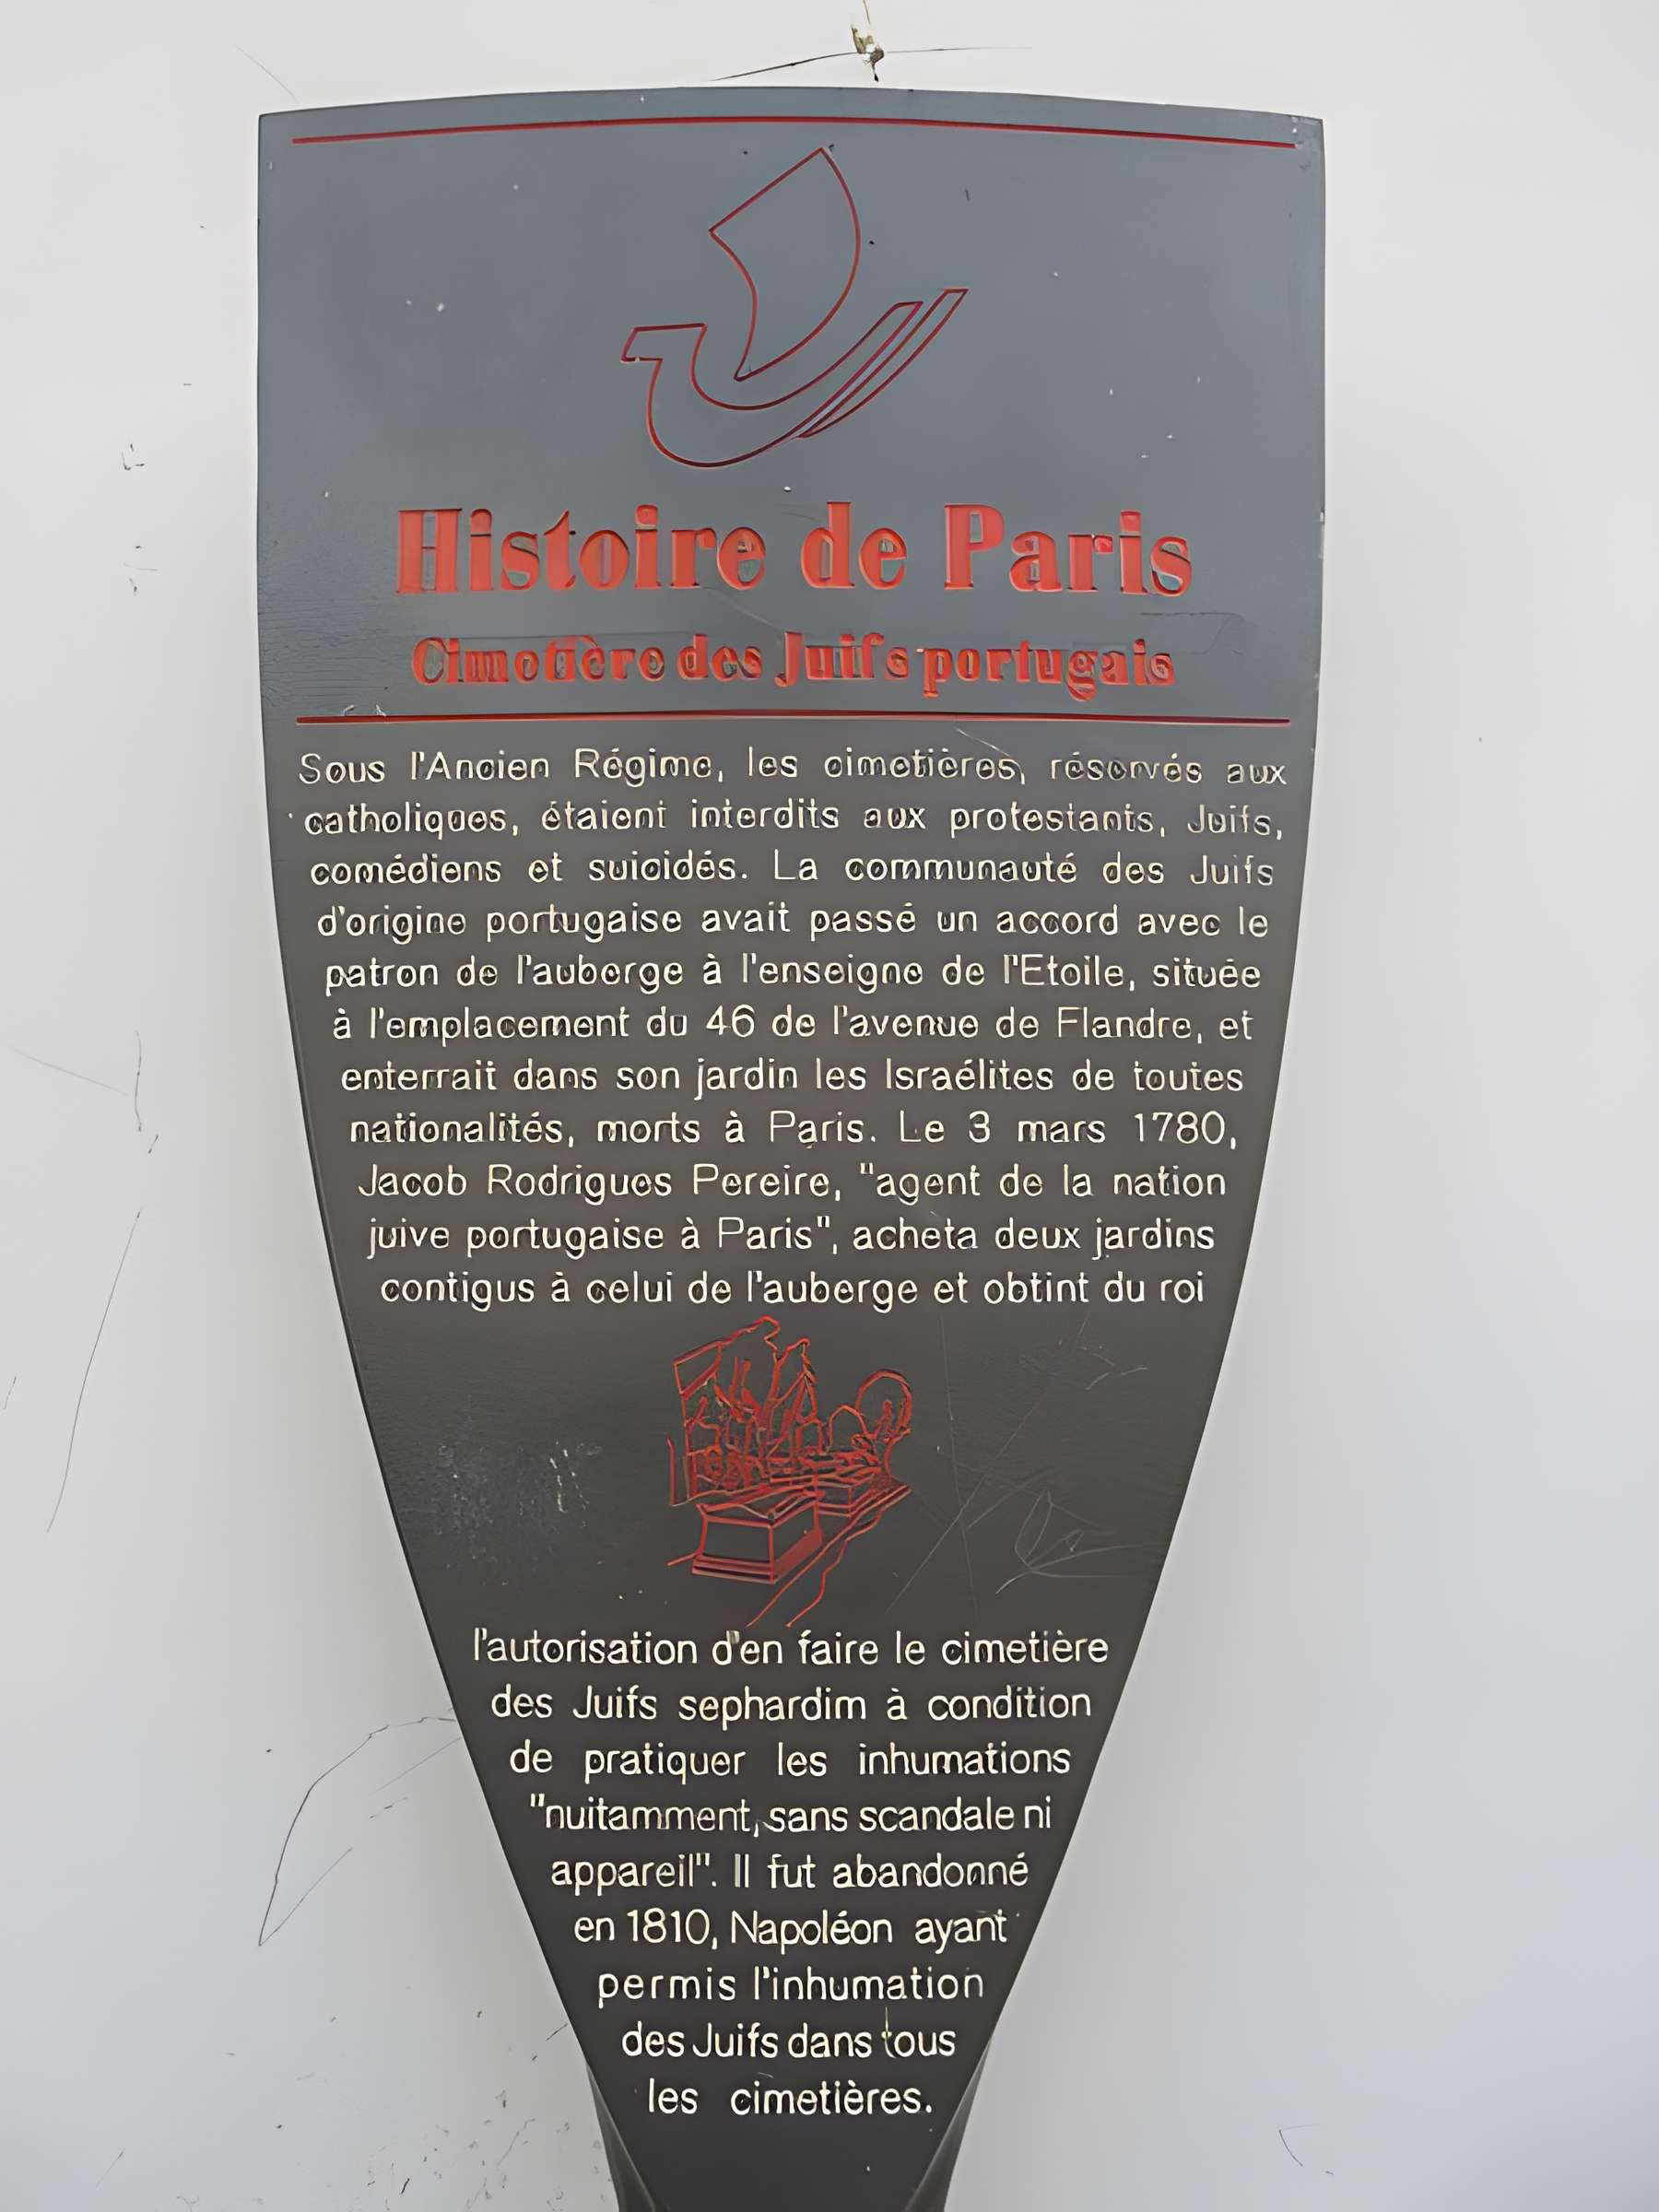 Histoire de Paris
Cimetière des Juifs portugais
Sous l'Ancien Régime, les cimetières, réservés aux
catholiques, étaient interdits aux protestants, Juifs,
comédiens et suicidés. La communauté des Juifs
d'origine portugaise avait passé un accord avec le
patron de l'auberge à l'enseigne de l'Etoile, située
à l'emplacement du 46 de l'avenue de Flandre, et
enterrait dans son jardin les Israélites de toutes
nationalités, morts à Paris. Le 3 mars 1780,
Jacob Rodrigues Pereire, "agent de la nation
juive portugaise à Paris", acheta deux jardins
contigus à celui de l'auberge et obtint du roi
l'autorisation d'en faire le cimetière
des Juifs sephardim à condition
de pratiquer les inhumations
"nuitamment, sans scandale ni
appareil". Il fut abandonné
en 1810, Napoléon ayant
permis l'inhumation
des Juifs dans tous
les cimetières.